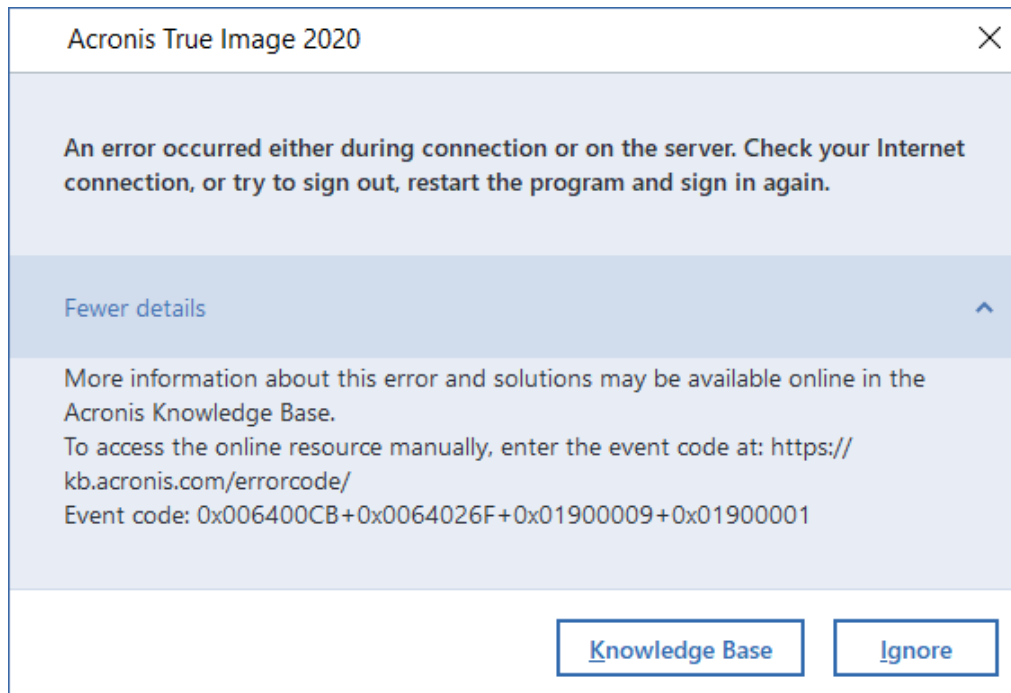 Acronis True Image 2020
An error occurred either during connection or on the server. Check your Internet
connection, or try to sign out, restart the program and sign in again.
Fewer details
More information about this error and solutions may be available online in the
Acronis Knowledge Base.
To access the online resource manually, enter the event code at: https://
kb.acronis.com/errorcode/
Event code: 0x006400CB+0x0064026F+0x01900009+0x01900001
Knowledge Base
Ignore